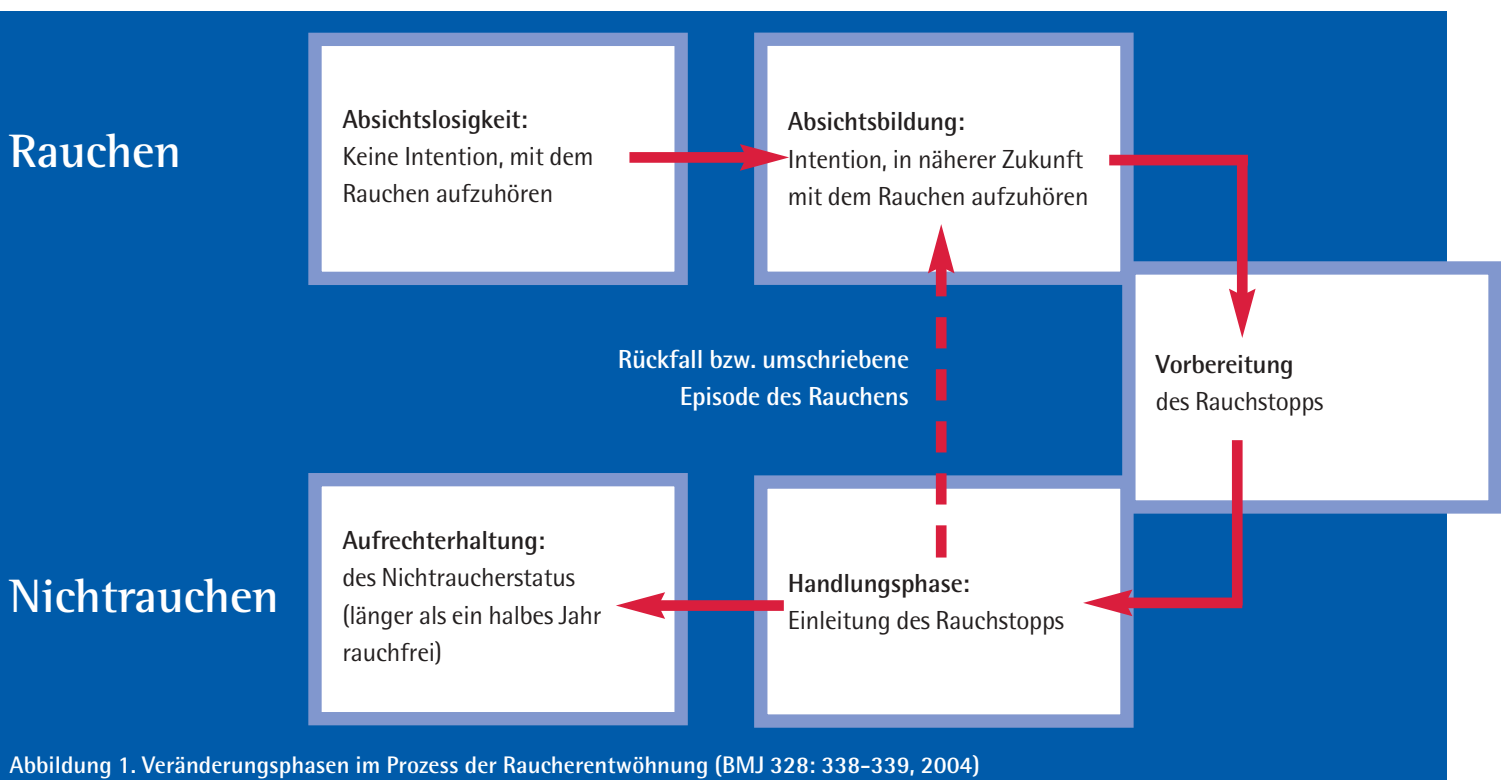 Rauchen
Absichtslosigkeit:
Keine Intention, mit dem
Rauchen aufzuhören
Absichtsbildung:
Intention, in näherer Zukunft
mit dem Rauchen aufzuhören
Rückfall bzw. umschriebene
Episode des Rauchens
Vorbereitung
des Rauchstopps
Nichtrauchen
Aufrechterhaltung:
des Nichtraucherstatus
(länger als ein halbes Jahr
rauchfrei)
Handlungsphase:
Einleitung des Rauchstopps
Abbildung 1. Veränderungsphasen im Prozess der Raucherentwöhnung (BMJ 328: 338-339, 2004)